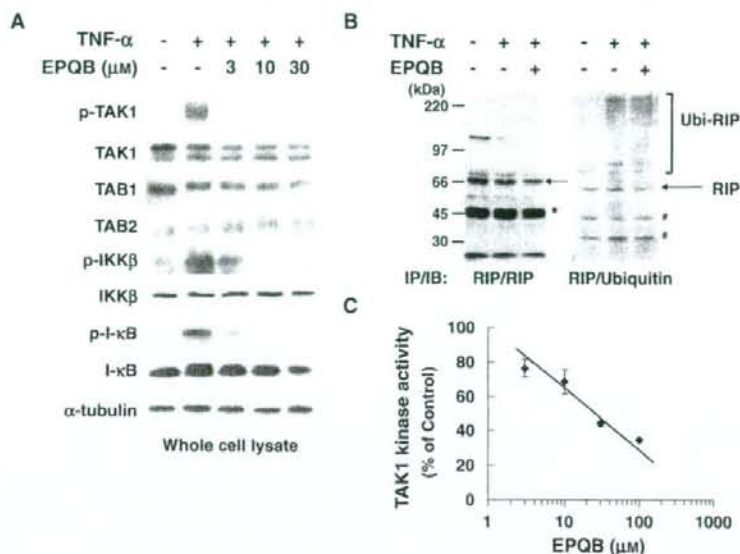 A
TNF-α - + + + +
EPQB (μM) - - 3 10 30
p-TAK1
TAK1
TAB1
TAB2
p-IKKβ
IKKβ
p-I-κB
I-κB
α-tubulin
Whole cell lysate
B
TNF-α - + + - + +
EPQB - - + - - +
(kDa)
220
97
66
45
30
*
Ubi-RIP
RIP
#
#
IP/IB: RIP/RIP RIP/Ubiquitin
C
TAK1 kinase activity
(% of Control)
100
80
60
40
20
0
1 10 100 1000
EPQB (μM)